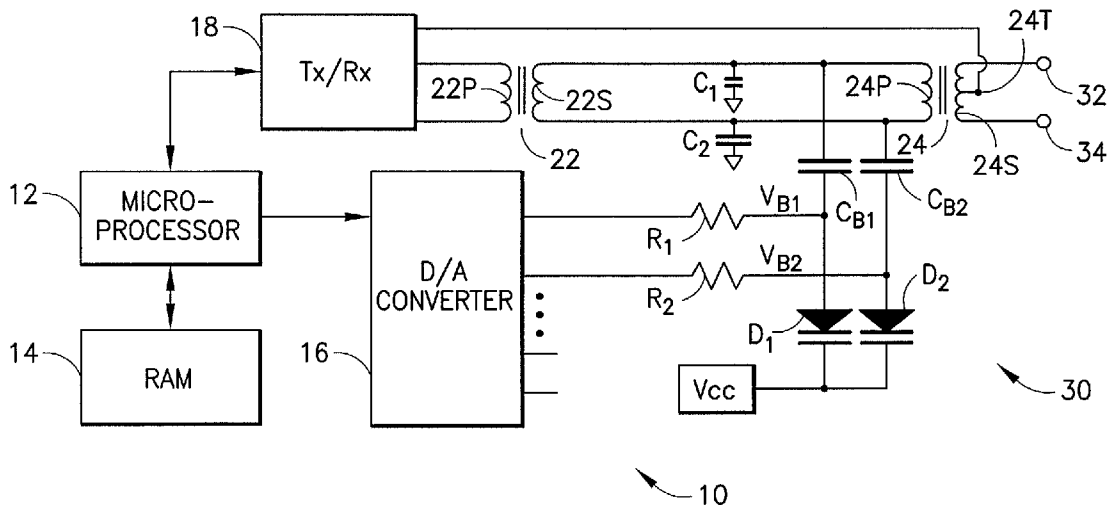 18
Tx/Rx
22P
22S
22
C1
C2
24P
24
24T
24S
32
34
12
MICRO-
PROCESSOR
14
RAM
D/A
CONVERTER
16
R1
R2
VB1
VB2
CB1
CB2
D1
D2
Vcc
30
10